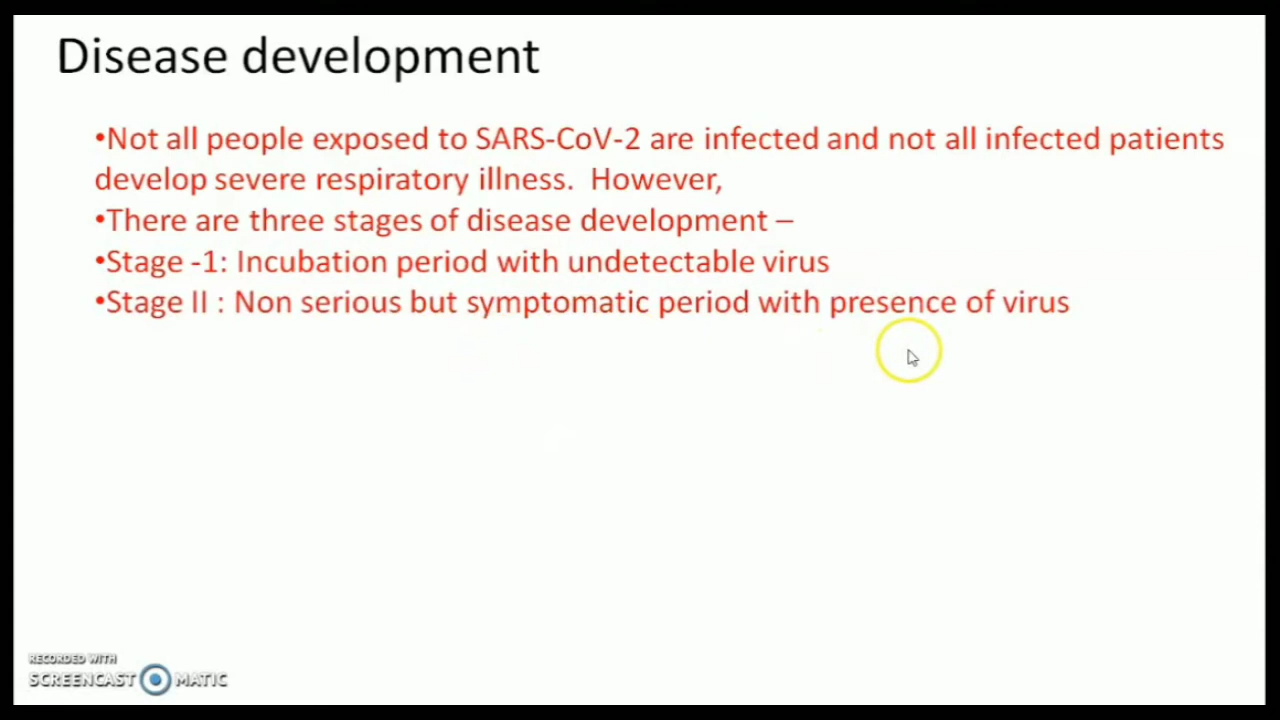 Disease development
•Not all people exposed to SARS-CoV-2 are infected and not all infected patients
develop severe respiratory illness.  However,
•There are three stages of disease development –
•Stage -1: Incubation period with undetectable virus
•Stage II : Non serious but symptomatic period with presence of virus
RECORDED WITH
SCREENCAST MATIC